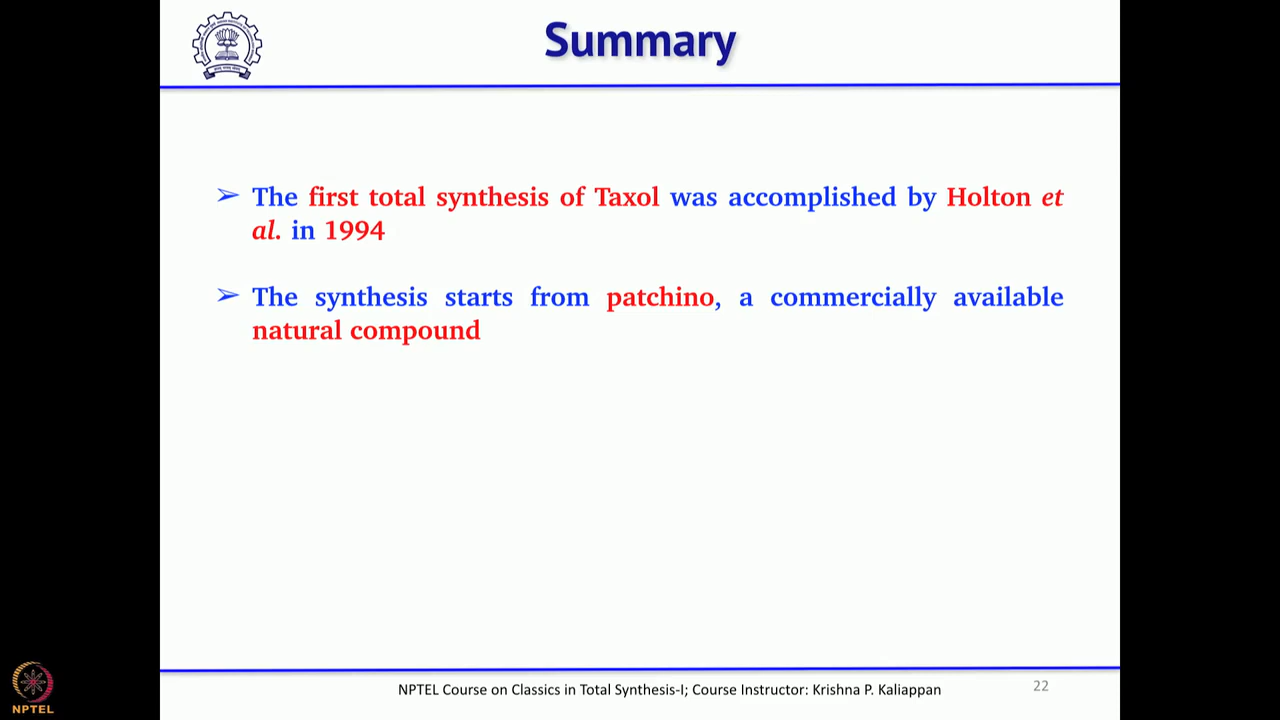 Summary
➢ The first total synthesis of Taxol was accomplished by Holton et
al. in 1994
➢ The synthesis starts from patchino, a commercially available
natural compound
NPTEL Course on Classics in Total Synthesis-I; Course Instructor: Krishna P. Kaliappan
22
NPTEL